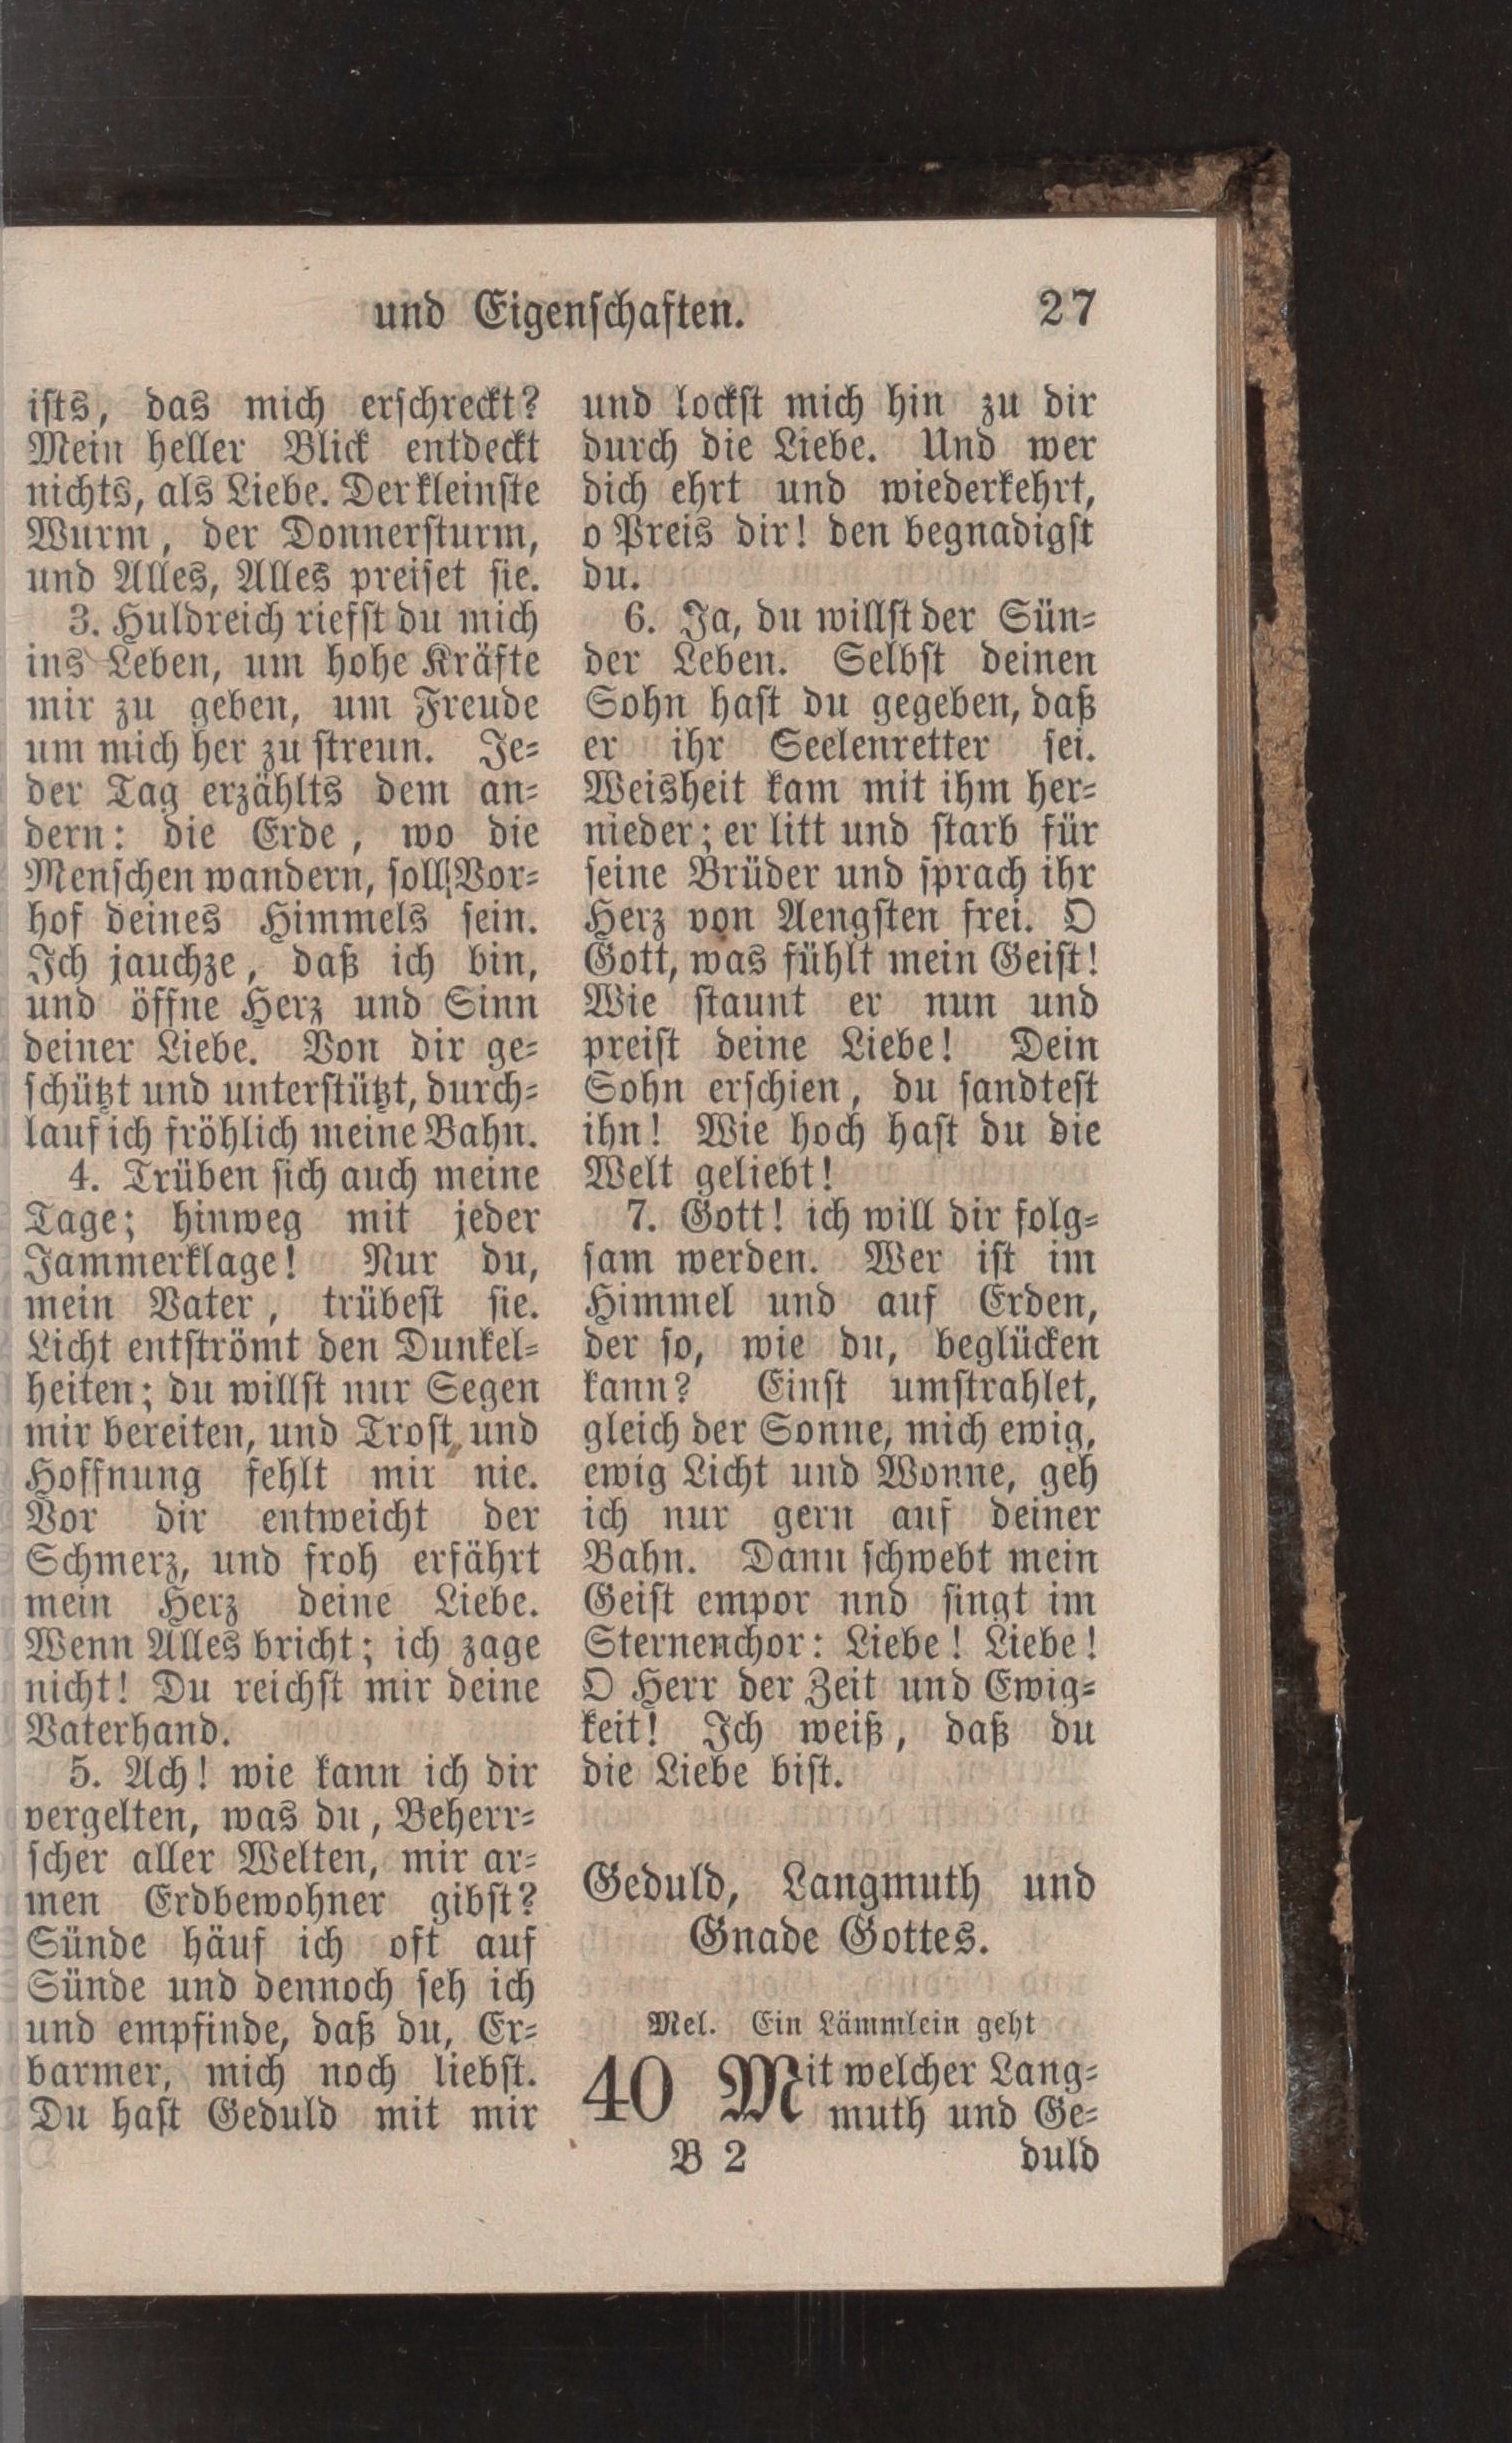 und Eigenschaften.
27
ists, das mich erschreckt?
Mein heller Blick entdeckt
nichts, als Liebe. Der kleinste
Wurm, der Donnersturm,
und Alles, Alles preiset sie.
3. Huldreich riefst du mich
ins Leben, um hohe Kräfte
mir zu geben, um Freude
um mich her zu streun. Je-
der Tag erzählts dem an-
dern: die Erde, wo die
Menschen wandern, soll Vor-
hof deines Himmels sein.
Ich jauchze, daß ich bin,
und öffne Herz und Sinn
deiner Liebe. Von dir ge-
schützt und unterstützt, durch-
lauf ich fröhlich meine Bahn.
4. Trüben sich auch meine
Tage; hinweg mit jeder
Jammerklage! Nur du,
mein Vater, trübest sie.
Licht entströmt den Dunkel-
heiten; du willst nur Segen
mir bereiten, und Trost und
Hoffnung fehlt mir nie.
Vor dir entweicht der
Schmerz, und froh erfährt
mein Herz deine Liebe.
Wenn Alles bricht; ich zage
nicht! Du reichst mir deine
Vaterhand.
5. Ach! wie kann ich dir
vergelten, was du, Beherr-
scher aller Welten, mir ar-
men Erdbewohner gibst?
Sünde häuf ich oft auf
Sünde und dennoch seh ich
und empfinde, daß du, Er-
barmer, mich noch liebst.
Du hast Geduld mit mir
und lockst mich hin zu dir
durch die Liebe. Und wer
dich ehrt und wiederkehrt,
o Preis dir! den begnadigst
du.
6. Ja, du willst der Sün-
der Leben. Selbst deinen
Sohn hast du gegeben, daß
er ihr Seelenretter sei.
Weisheit kam mit ihm her-
nieder; er litt und starb für
seine Brüder und sprach ihr
Herz von Aengsten frei. O
Gott, was fühlt mein Geist!
Wie staunt er nun und
preist deine Liebe! Dein
Sohn erschien, du sandtest
ihn! Wie hoch hast du die
Welt geliebt!
7. Gott! ich will dir folg-
sam werden. Wer ist im
Himmel und auf Erden,
der so, wie du, beglücken
kann? Einst umstrahlet,
gleich der Sonne, mich ewig,
ewig Licht und Wonne, geh
ich nur gern auf deiner
Bahn. Dann schwebt mein
Geist empor nnd singt im
Sternenchor: Liebe! Liebe!
O Herr der Zeit und Ewig-
keit! Ich weiß, daß du
die Liebe bist.
Geduld, Langmuth und
Gnade Gottes.
Mel. Ein Lämmlein geht
40 Mit welcher Lang-
muth und Ge-
B 2
duld